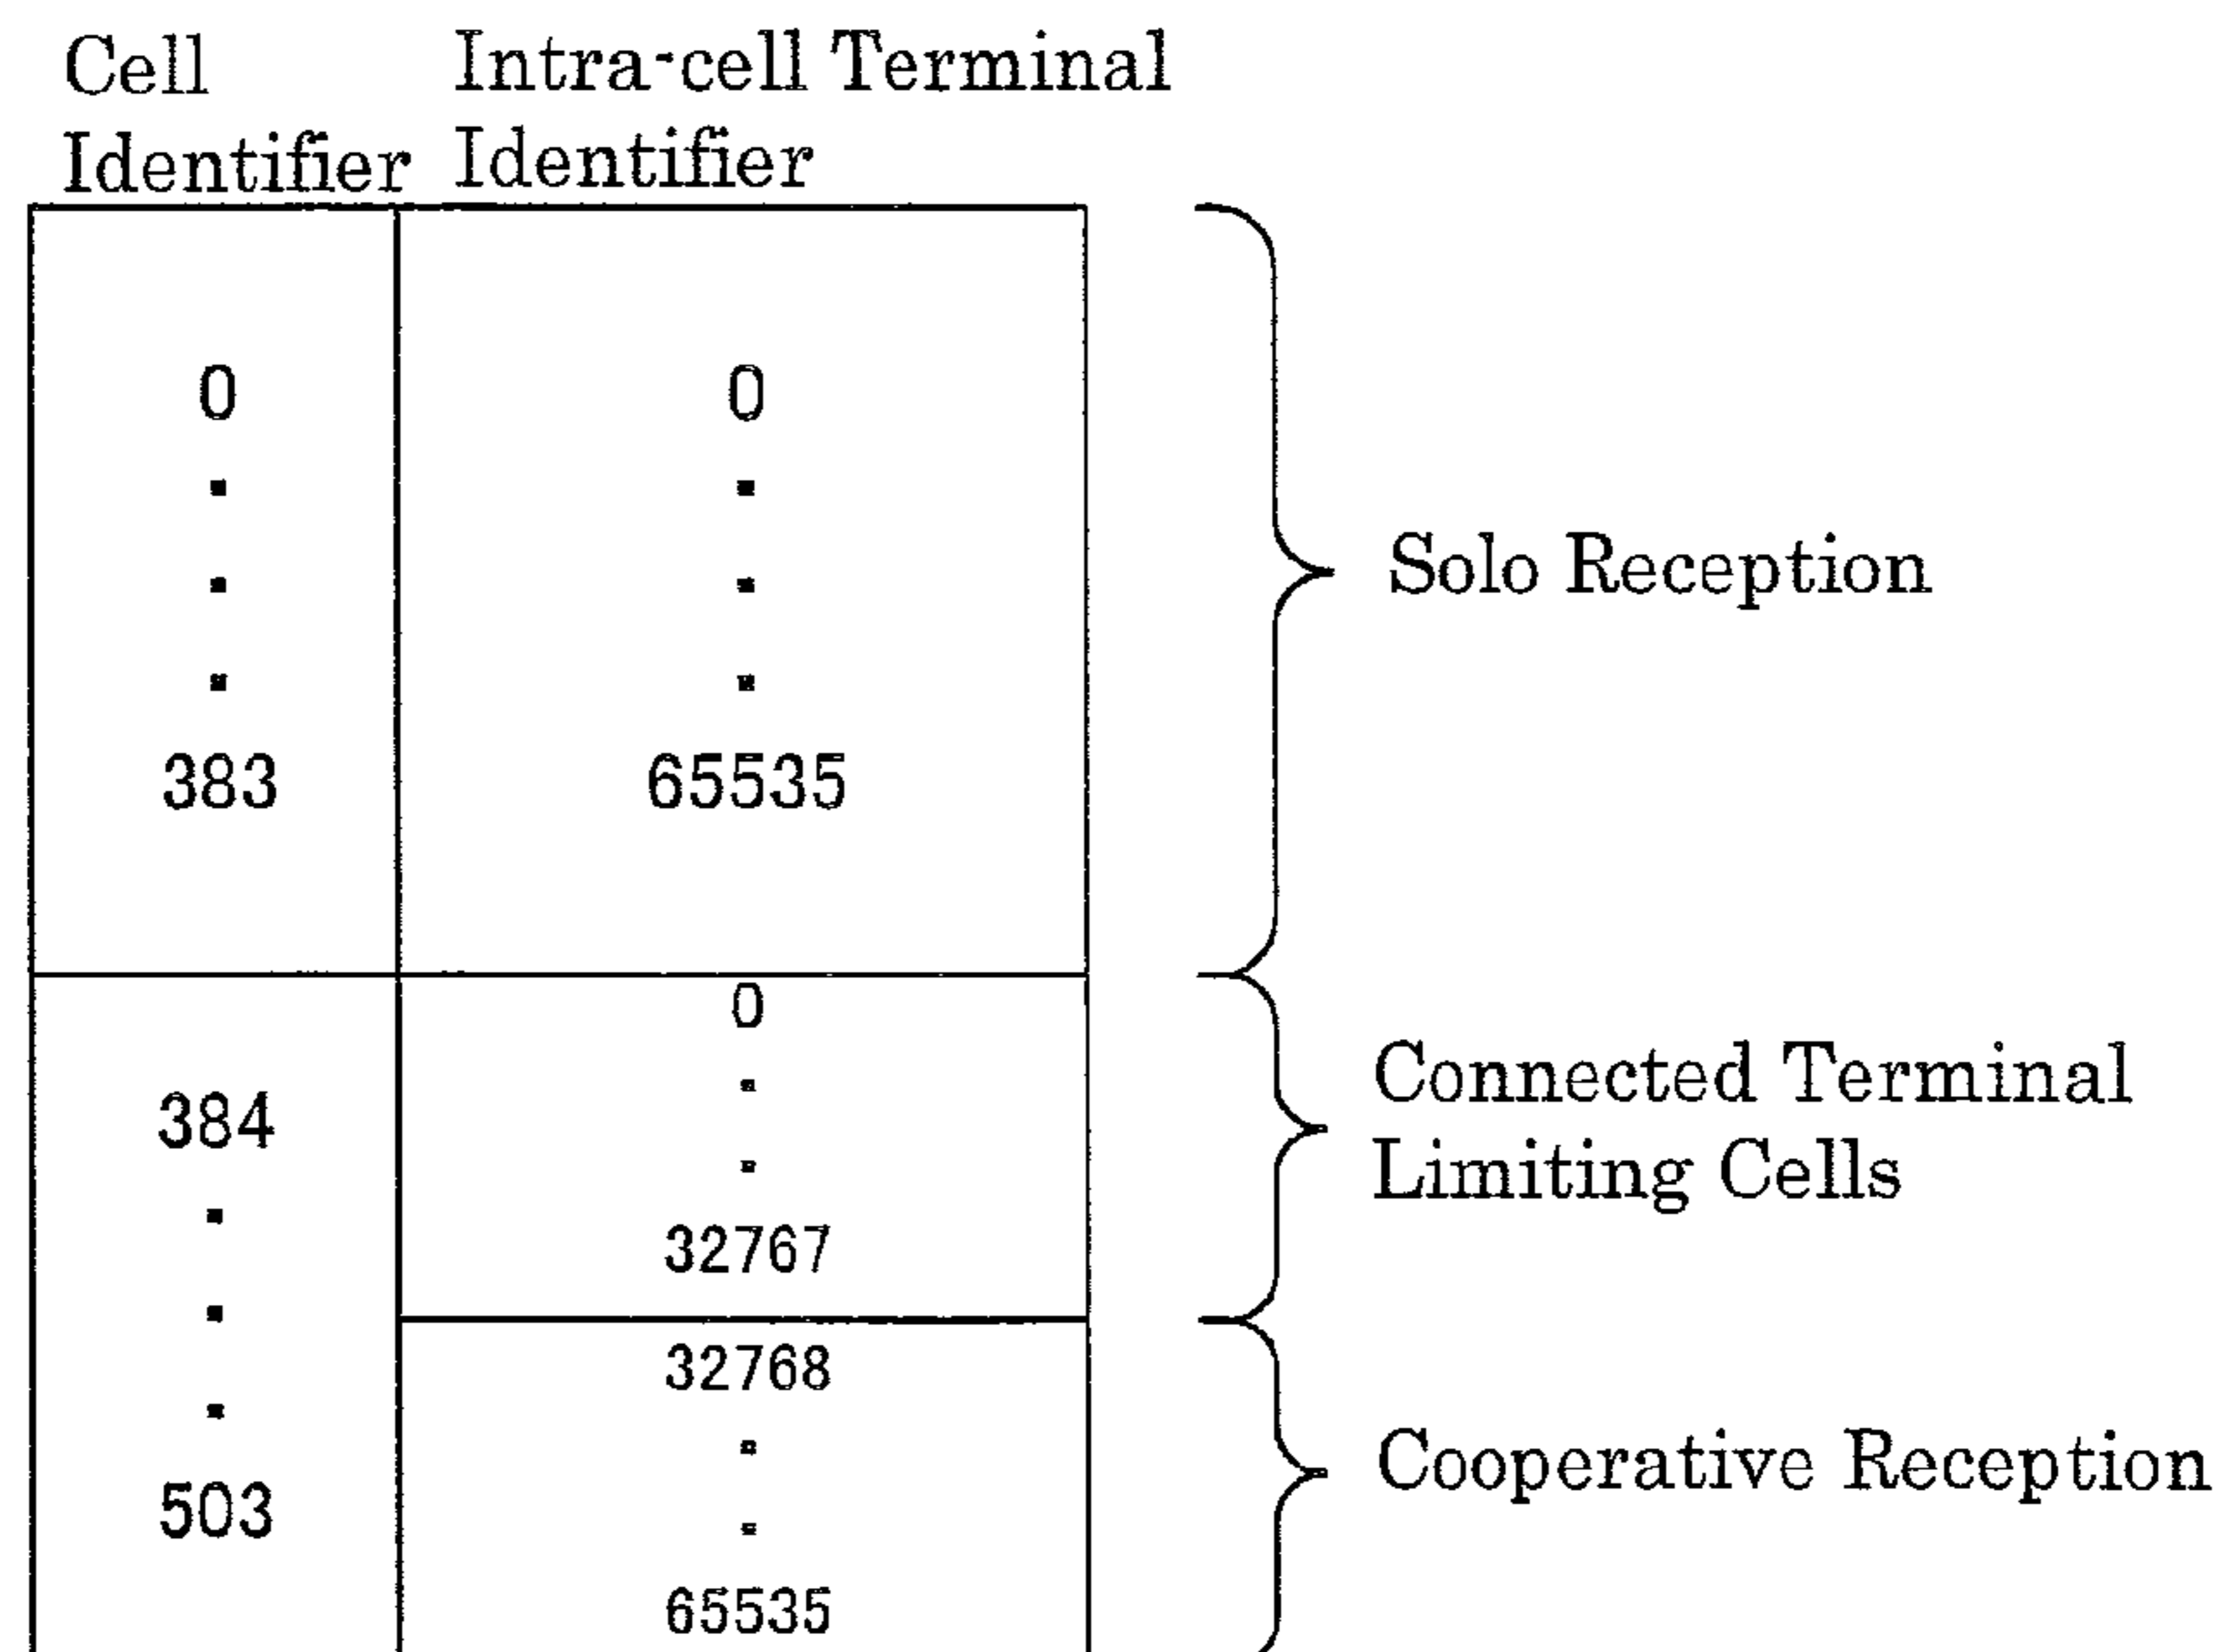 Cell
Identifier
Intra-cell Terminal
Identifier
0
383
0
65535
Solo Reception
384
503
0
32767
Connected Terminal
Limiting Cells
32768
65535
Cooperative Reception